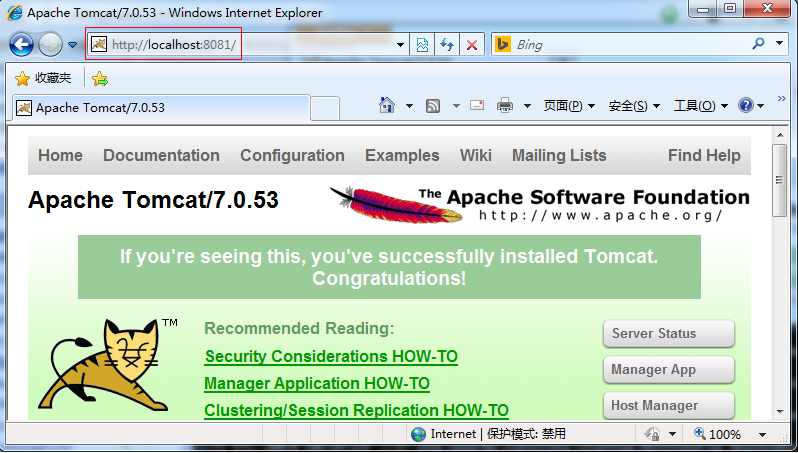 Apache Tomcat/7.0.53 - Windows Internet Explorer
http://localhost:8081/
Bing
收藏夹
Apache Tomcat/7.0.53
页面(P)
安全(S)
工具(O)
Home Documentation Configuration Examples Wiki Mailing Lists Find Help
Apache Tomcat/7.0.53
The Apache Software Foundation
http://www.apache.org/
If you're seeing this, you've successfully installed Tomcat.
Congratulations!
TM
Recommended Reading:
Security Considerations HOW-TO
Manager Application HOW-TO
Clustering/Session Replication HOW-TO
Server Status
Manager App
Host Manager
Internet | 保护模式: 禁用
100%